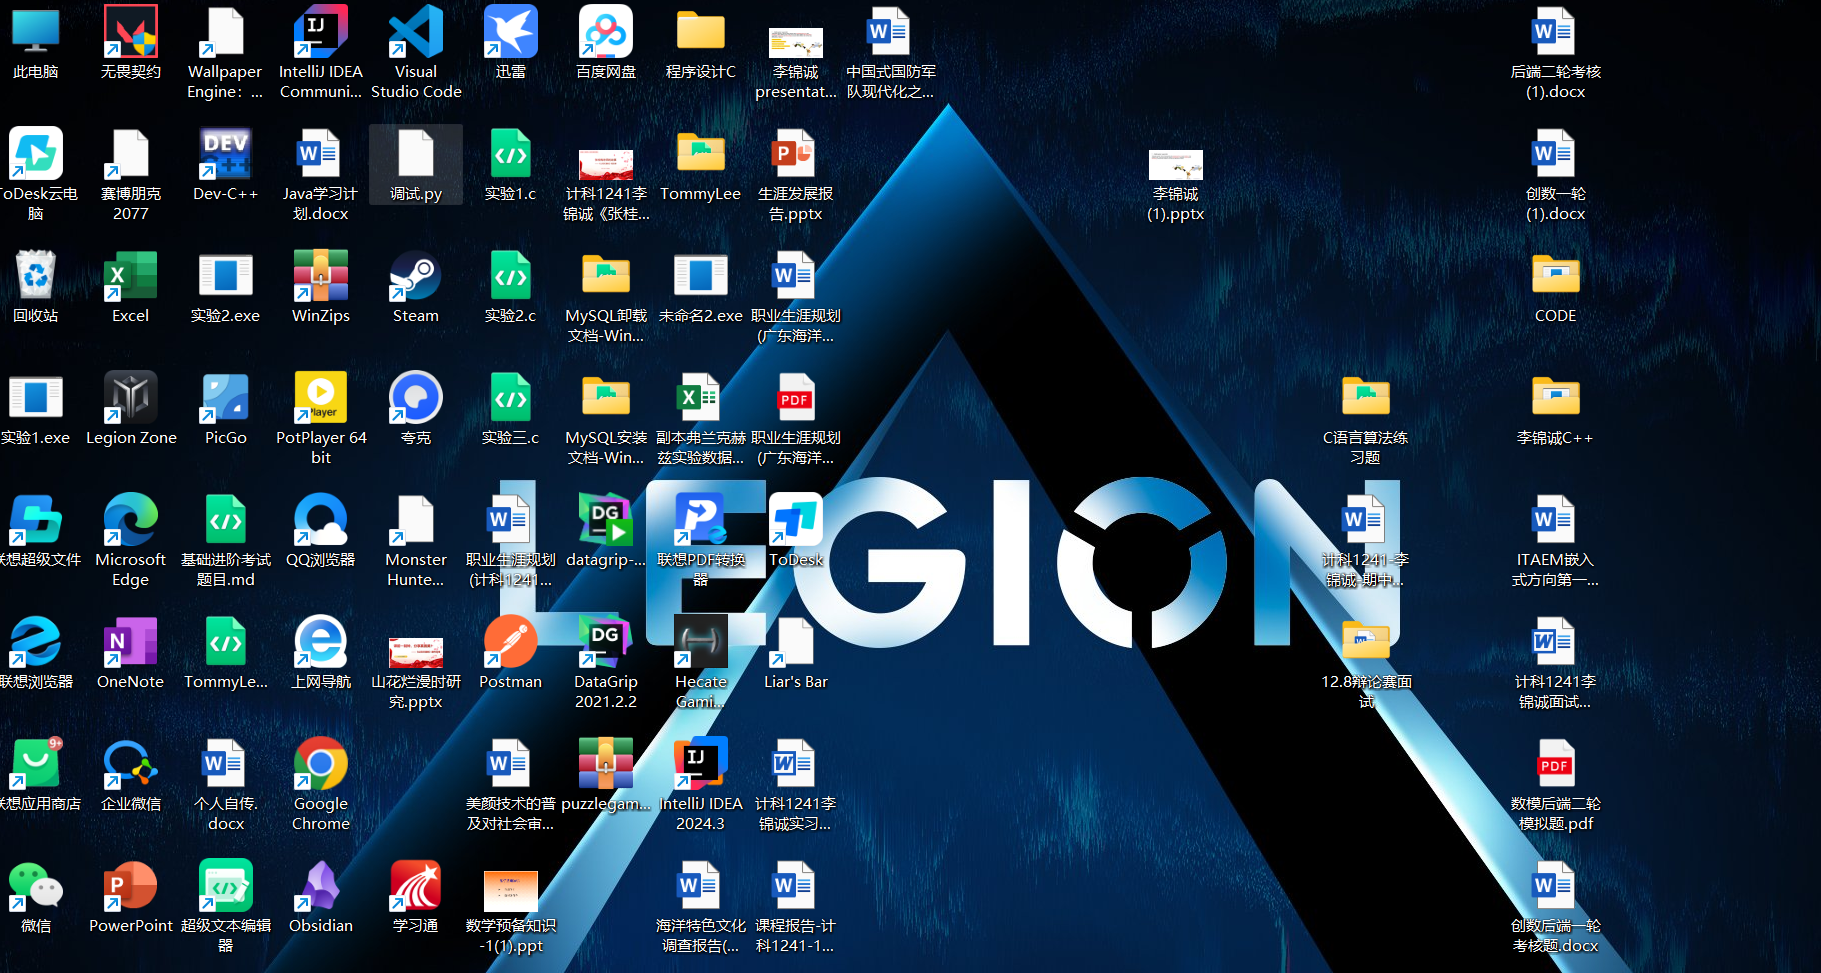 此电脑
无畏契约
Wallpaper
Engine：...
IntelliJ IDEA
Communi...
Visual
Studio Code
迅雷
百度网盘
程序设计C
李锦诚
presentat...
中国式国防军
队现代化之...
后端二轮考核
(1).docx
ToDesk云电
脑
赛博朋克
2077
Dev-C++
Java学习计
划.docx
调试.py
实验1.c
计科1241李
锦诚《张桂...
TommyLee
生涯发展报
告.pptx
李锦诚
(1).pptx
创数一轮
(1).docx
回收站
Excel
实验2.exe
WinZips
Steam
实验2.c
MySQL卸载
文档-Win...
未命名2.exe
职业生涯规划
(广东海洋...
CODE
实验1.exe
Legion Zone
PicGo
PotPlayer 64
bit
夸克
实验三.c
MySQL安装
文档-Win...
副本弗兰克赫
兹实验数据...
职业生涯规划
(广东海洋...
C语言算法练
习题
李锦诚C++
LEGION
联想超级文件
Microsoft
Edge
基础进阶考试
题目.md
QQ浏览器
Monster
Hunte...
职业生涯规划
(计科1241...
datagrip-...
联想PDF转换
器
ToDesk
计科1241-李
锦诚-期中...
ITAEM嵌入
式方向第一...
联想浏览器
OneNote
TommyLe...
上网导航
山花烂漫时研
究.pptx
Postman
DataGrip
2021.2.2
Hecate
Gami...
Liar's Bar
12.8辩论赛面
试
计科1241李
锦诚面试...
联想应用商店
企业微信
个人自传.
docx
Google
Chrome
美颜技术的普
及对社会审...
puzzlegam...
IntelliJ IDEA
2024.3
计科1241李
锦诚实习...
数模后端二轮
模拟题.pdf
微信
PowerPoint
超级文本编辑
器
Obsidian
学习通
数学预备知识
-1(1).ppt
海洋特色文化
调查报告(...
课程报告-计
科1241-1...
创数后端一轮
考核题.docx